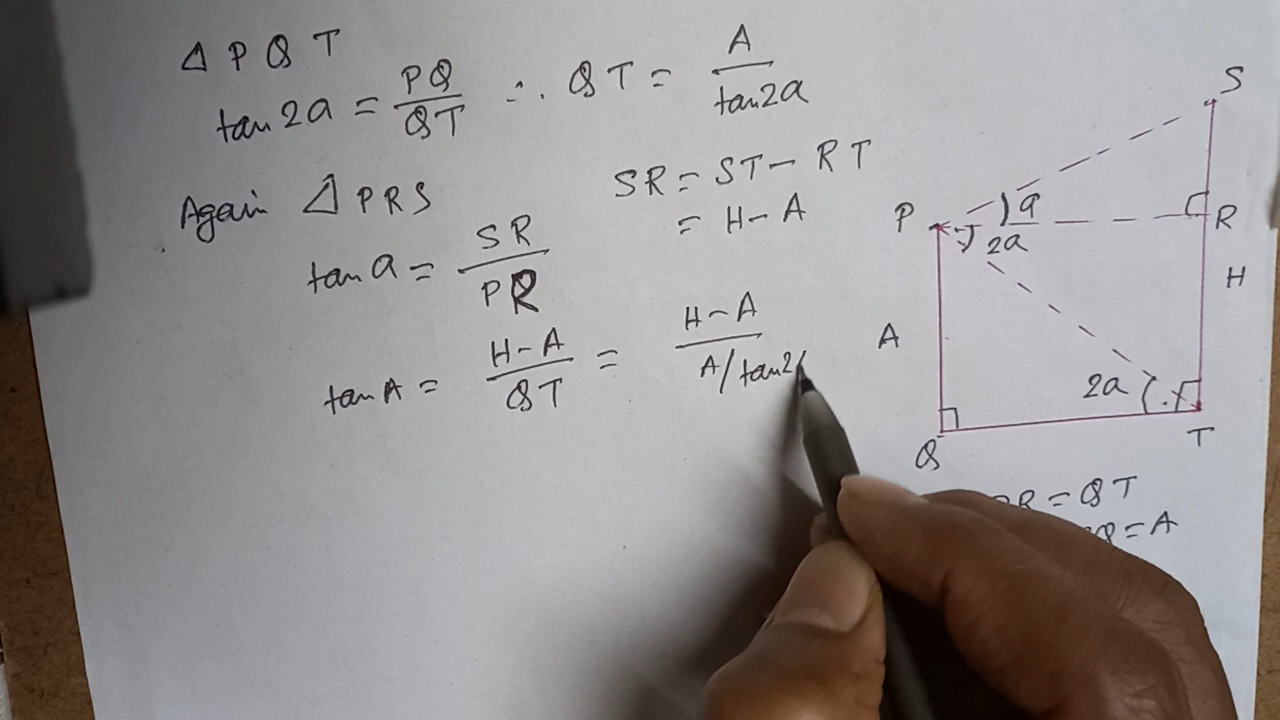 Δ P Q T
tan 2a = PQ/QT ∴ QT = A/tan2a
SR = ST - RT
= H - A
Again Δ PRS
tan a = SR/PR
tan A = H-A/QT = H-A/A/tan2
S
P
a
2a
R
H
A
2a
Q
T
R = QT
= A